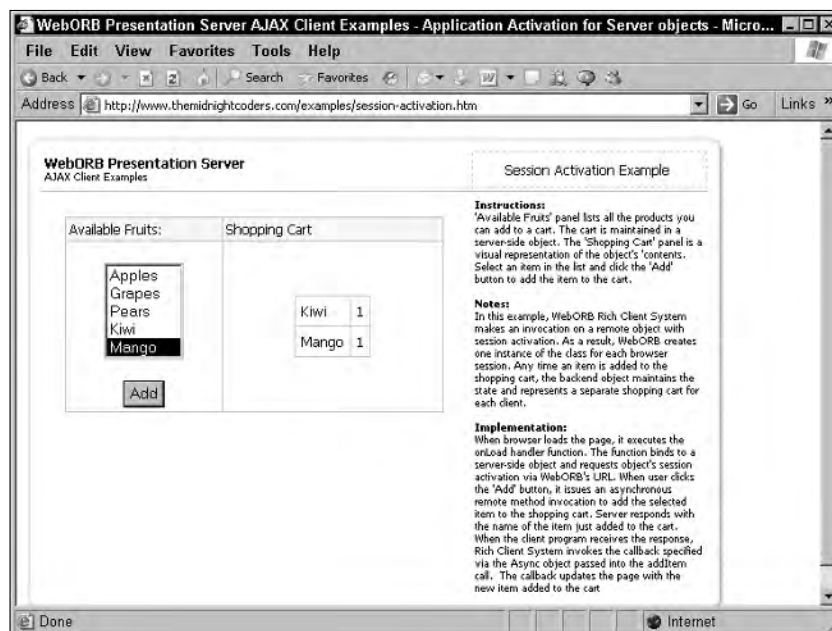 WebORB Presentation Server AJAX Client Examples - Application Activation for Server objects - Micro...
File Edit View Favorites Tools Help
Back Search Favorites
Address http://www.themidnightcoders.com/examples/session-activation.htm Go Links »
WebORB Presentation Server
AJAX Client Examples
Session Activation Example
Available Fruits: Shopping Cart
Apples
Grapes
Pears
Kiwi
Mango
Add
Kiwi 1
Mango 1
Instructions:
'Available Fruits' panel lists all the products you
can add to a cart. The cart is maintained in a
server-side object. The 'Shopping Cart' panel is a
visual representation of the object's 'contents.
Select an item in the list and click the 'Add'
button to add the item to the cart.
Notes:
In this example, WebORB Rich Client System
makes an invocation on a remote object with
session activation. As a result, WebORB creates
one instance of the class for each browser
session. Any time an item is added to the
shopping cart, the backend object maintains the
state and represents a separate shopping cart for
each client.
Implementation:
When browser loads the page, it executes the
onLoad handler function. The function binds to a
server-side object and requests object's session
activation via WebORB's URL. When user clicks
the 'Add' button, it issues an asynchronous
remote method invocation to add the selected
item to the shopping cart. Server responds with
the name of the item just added to the cart.
When the client program receives the response,
Rich Client System invokes the callback specified
via the Async object passed into the addItem
call. The callback updates the page with the
new item added to the cart
Done Internet